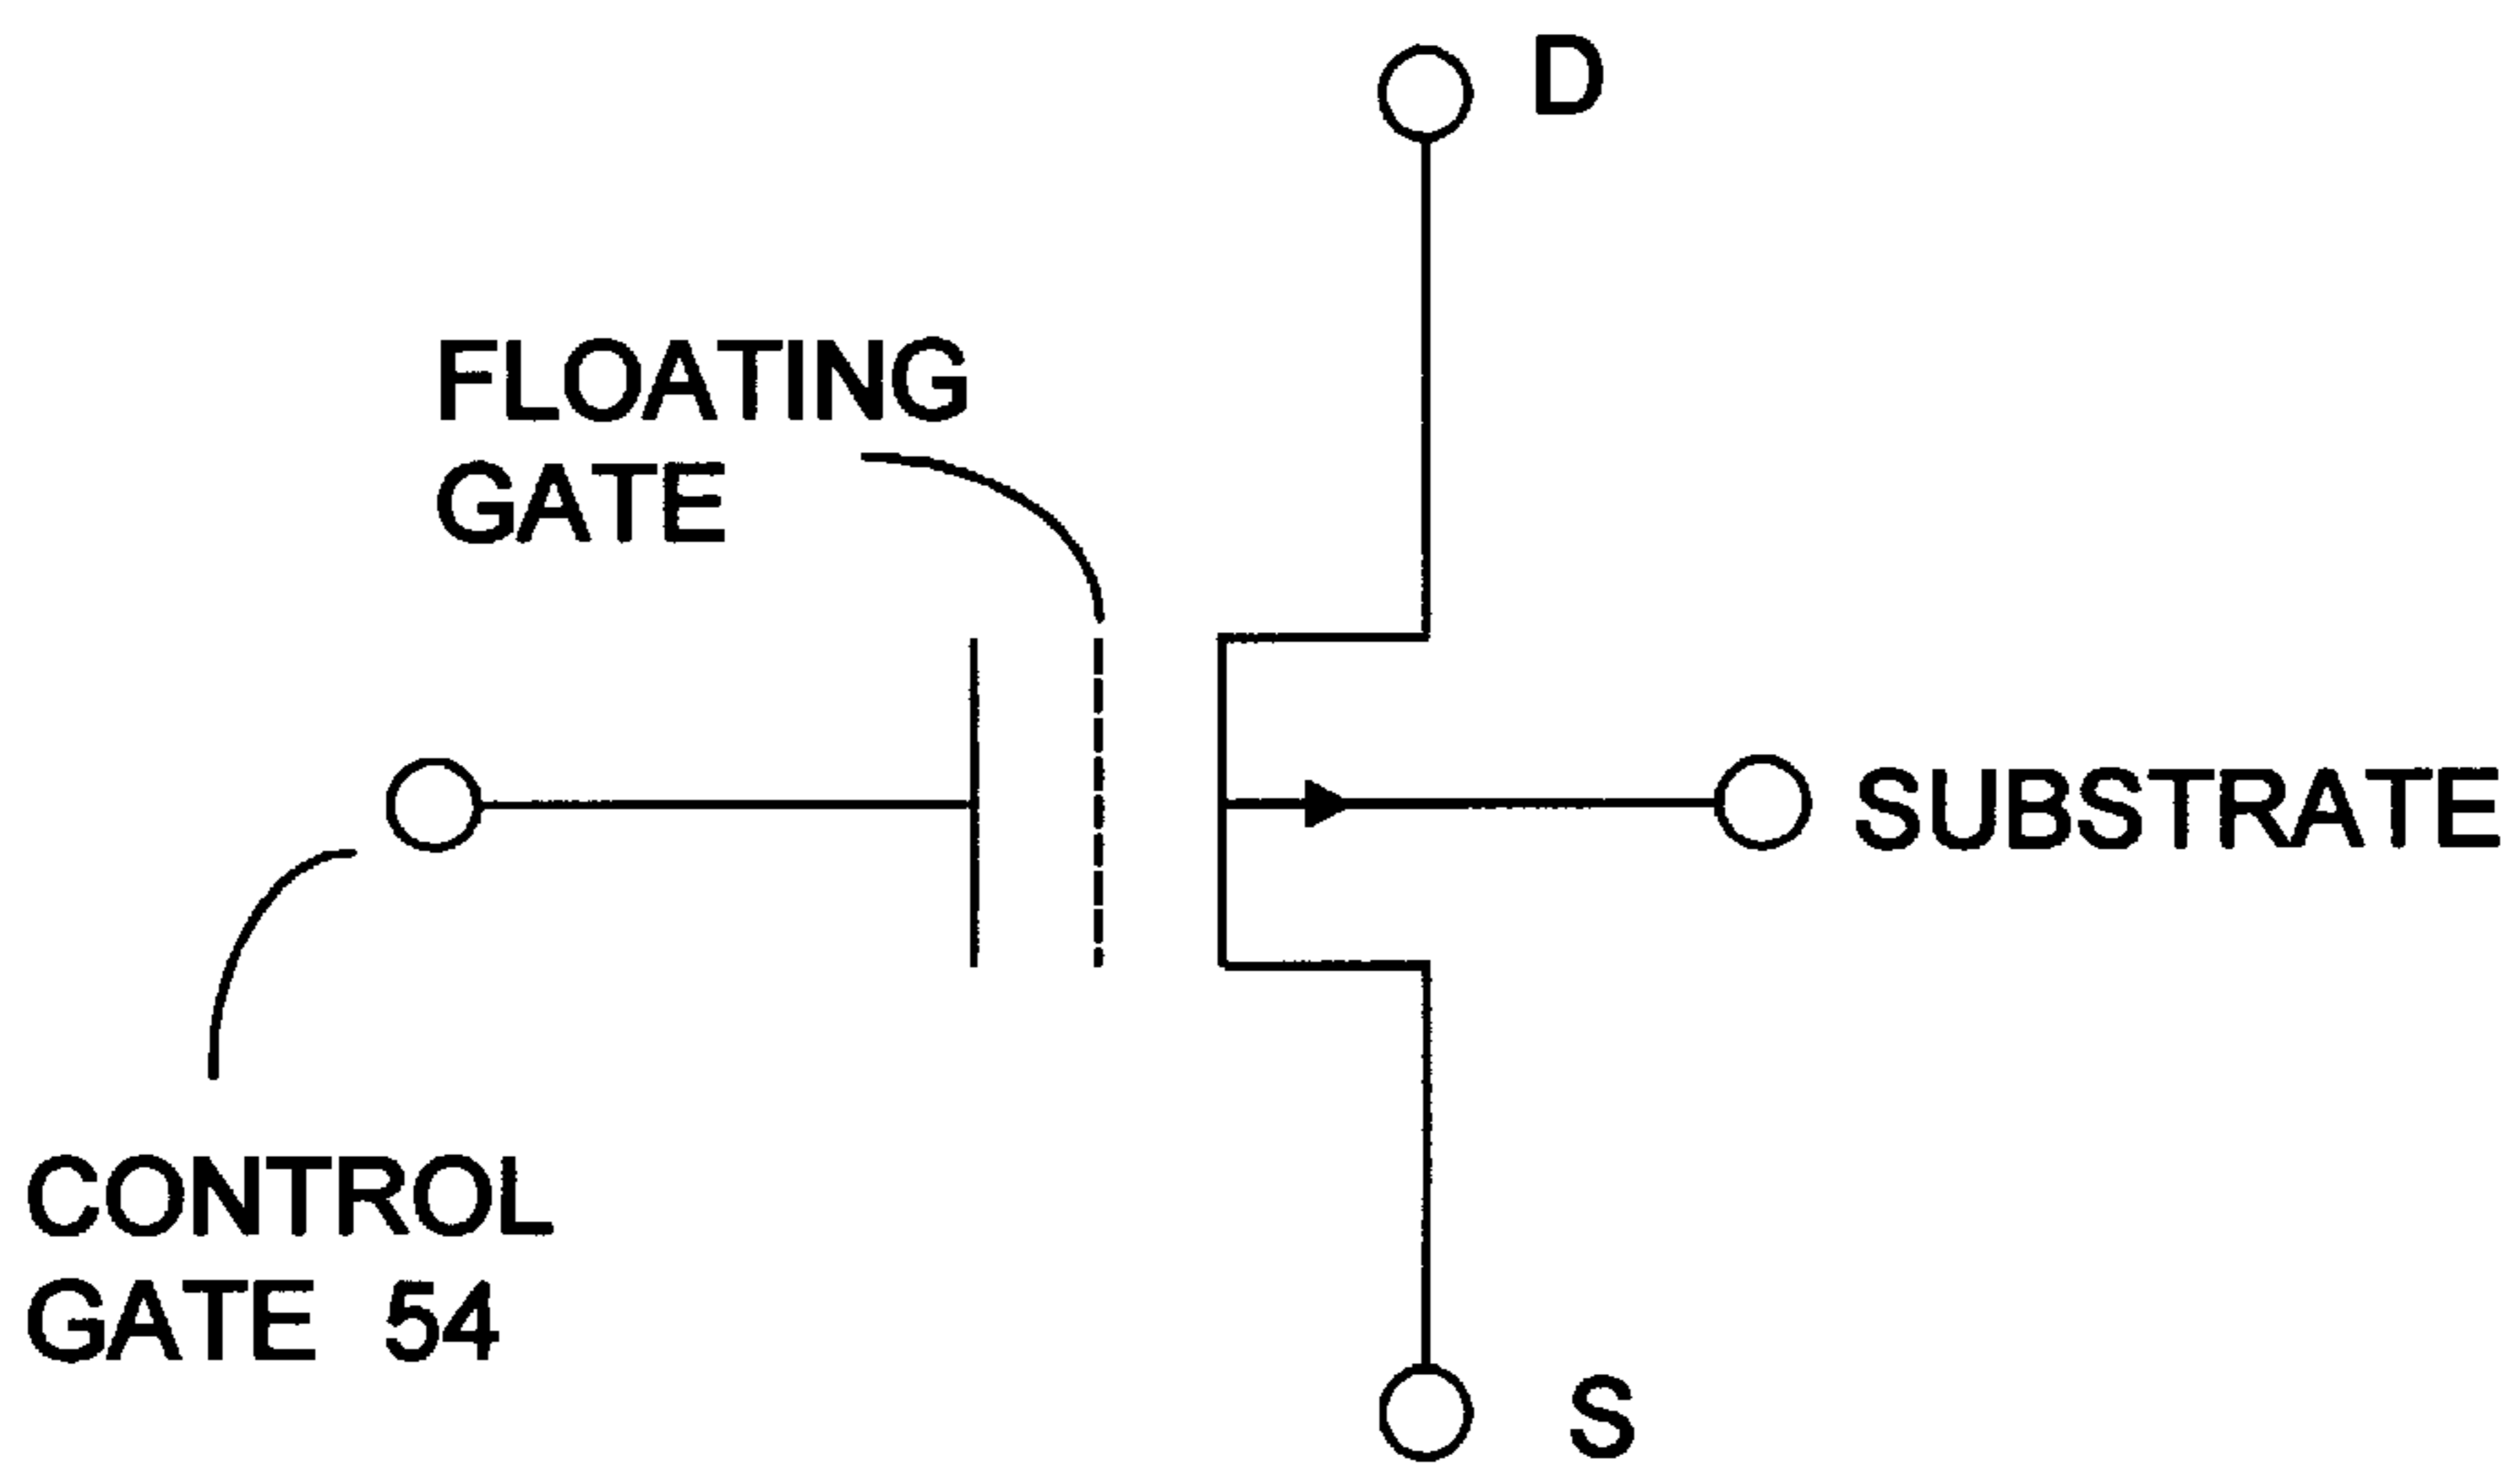 D
FLOATING
GATE
SUBSTRATE
CONTROL
GATE 54
S